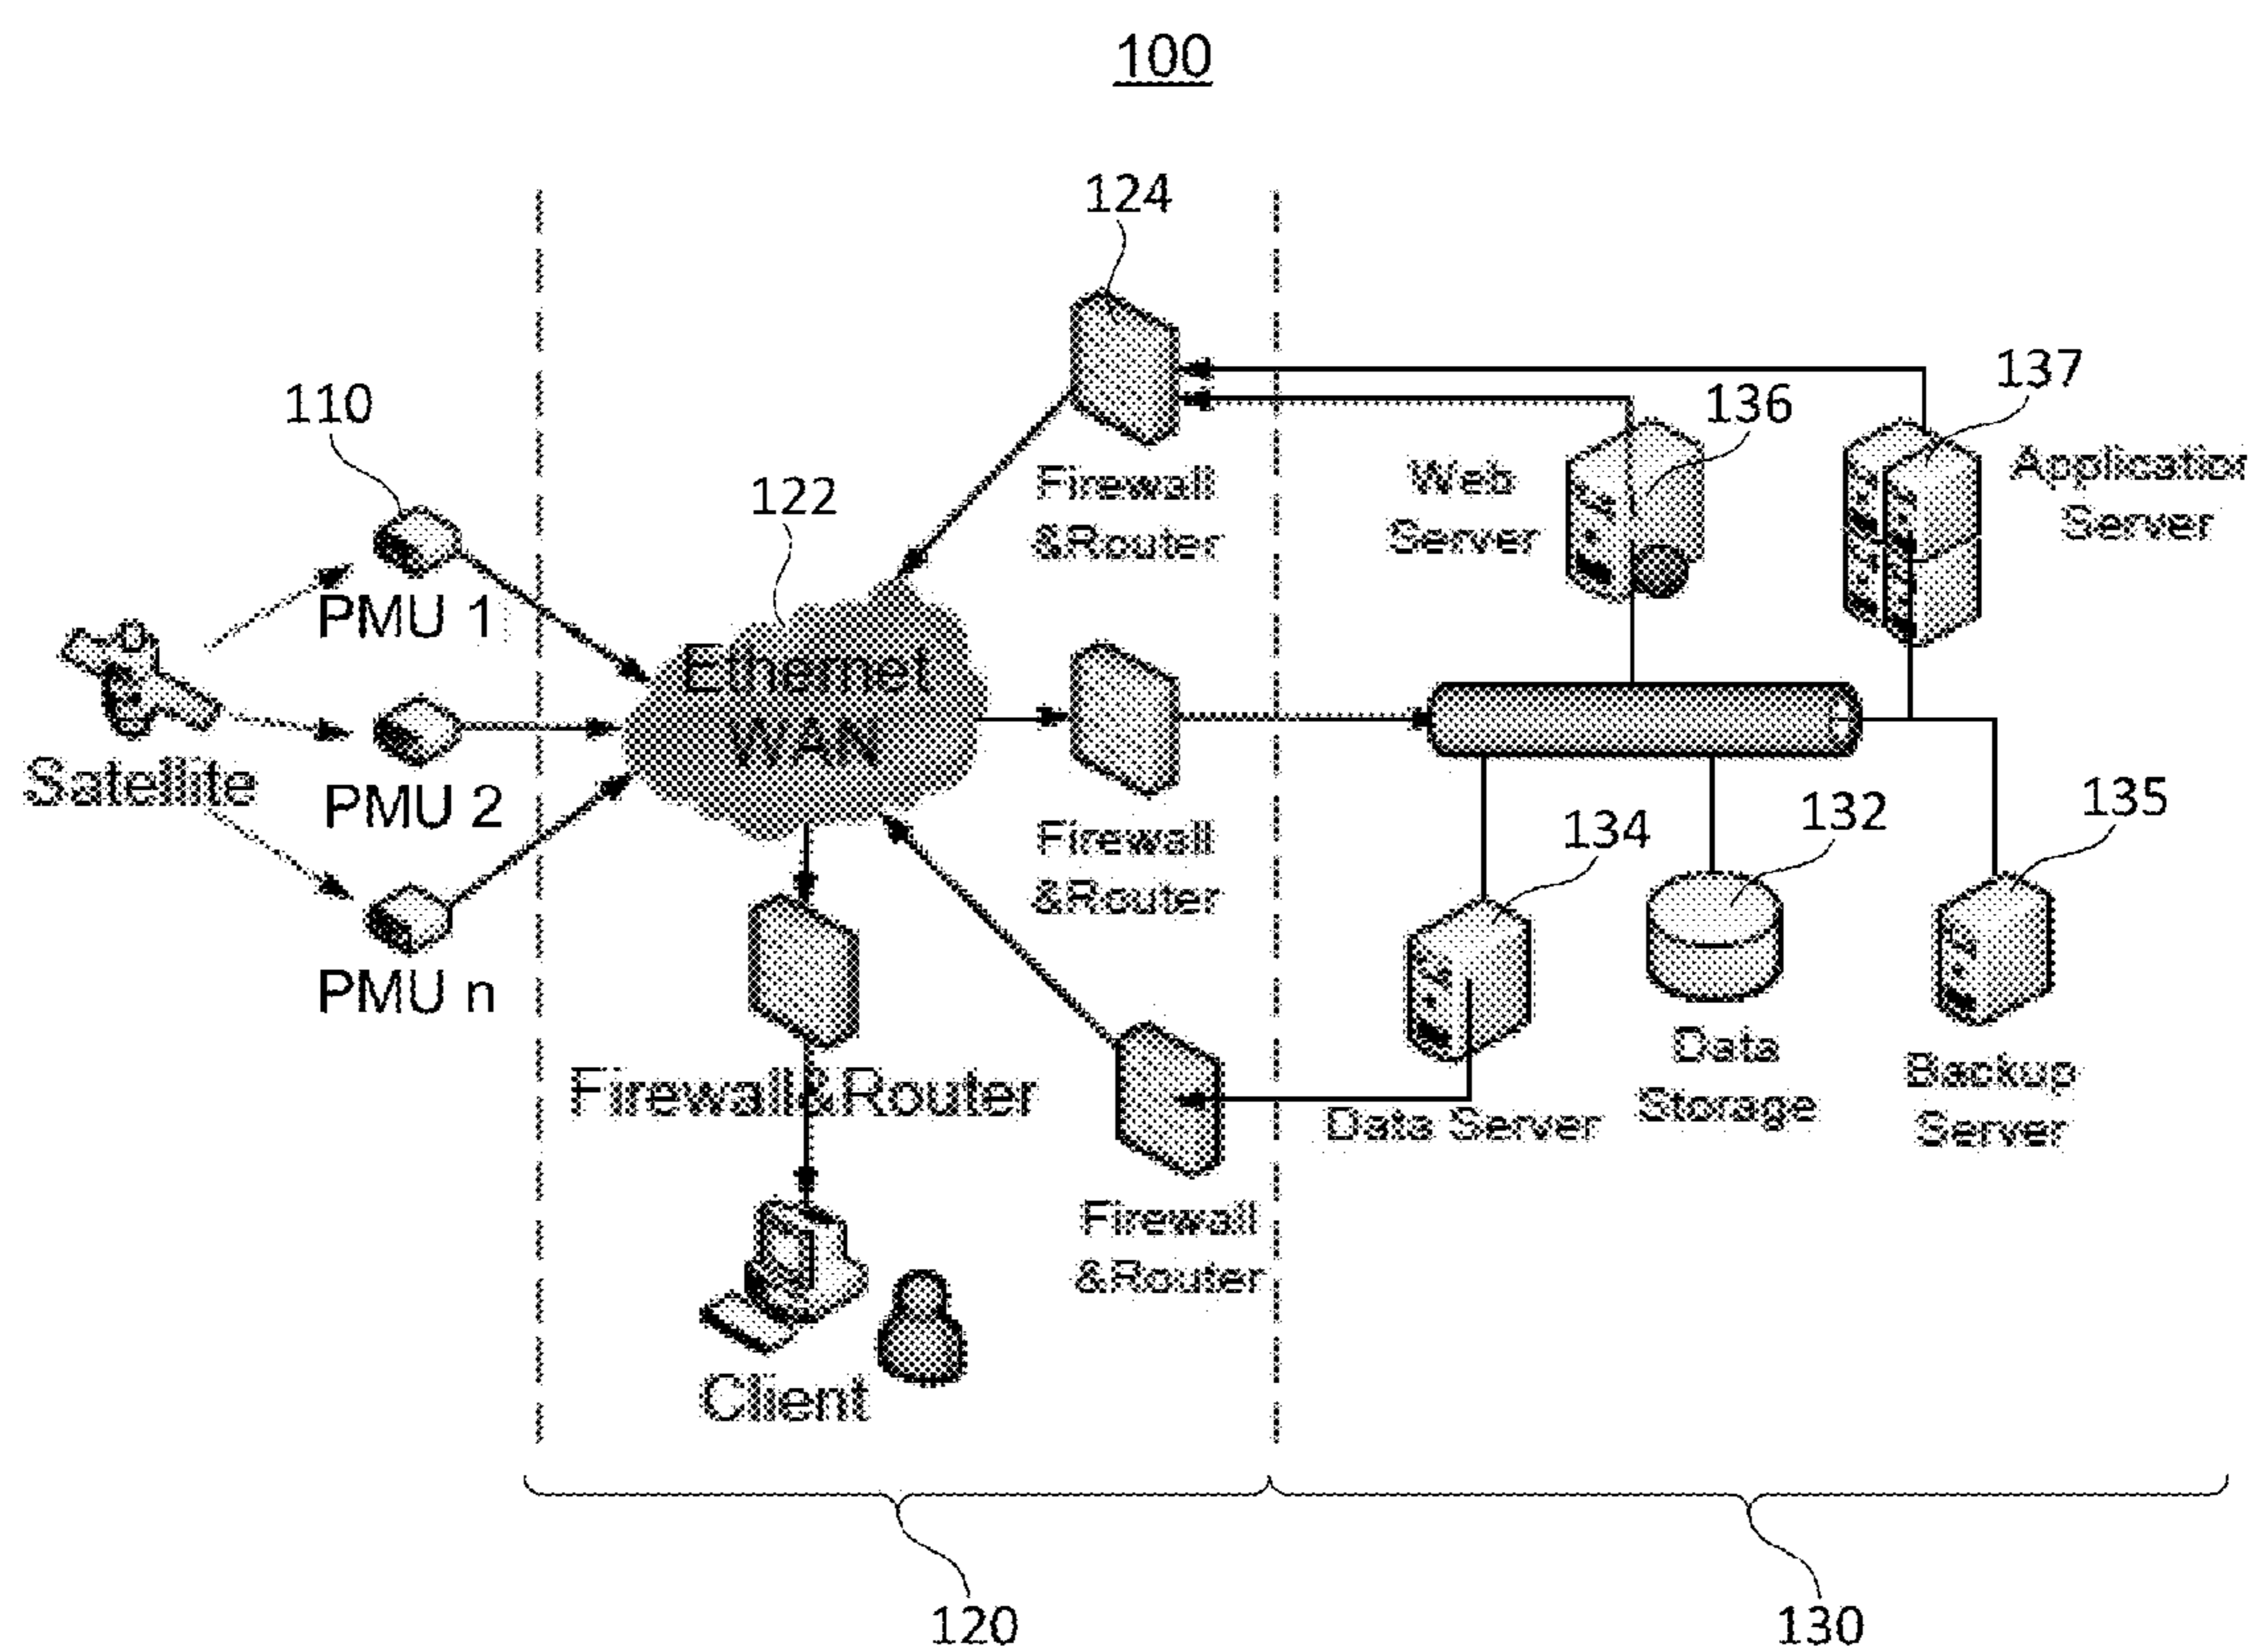 100
124
137
136
110
122
Web
Server
Application
Server
Firewall
&Router
PMU 1
Ethernet
WAN
Satellite
PMU 2
134
132
135
Firewall
&Router
PMU n
Data
Storage
Backup
Server
Firewall&Router
Data Server
Firewall
&Router
Client
120
130